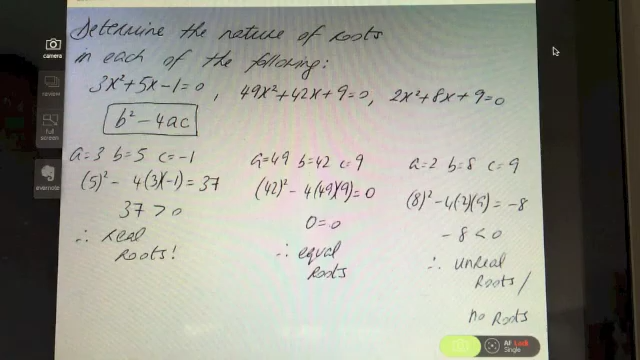 Determine the nature of roots
in each of the following:
3x²+5x-1=0, 49x²+42x+9=0, 2x²+8x+9=0
b²-4ac
a=3 b=5 c=-1
(5)²- 4(3)(-1)=37
37>0
∴ real
roots!
a=49 b=42 c=9
(42)²-4(49)(9)=0
0=0
∴ equal
roots
a=2 b=8 c=9
(8)²-4(2)(9)=-8
-8<0
∴ unreal
roots/
no roots
camera
review
full
screen
evernote
AF Lock
Single